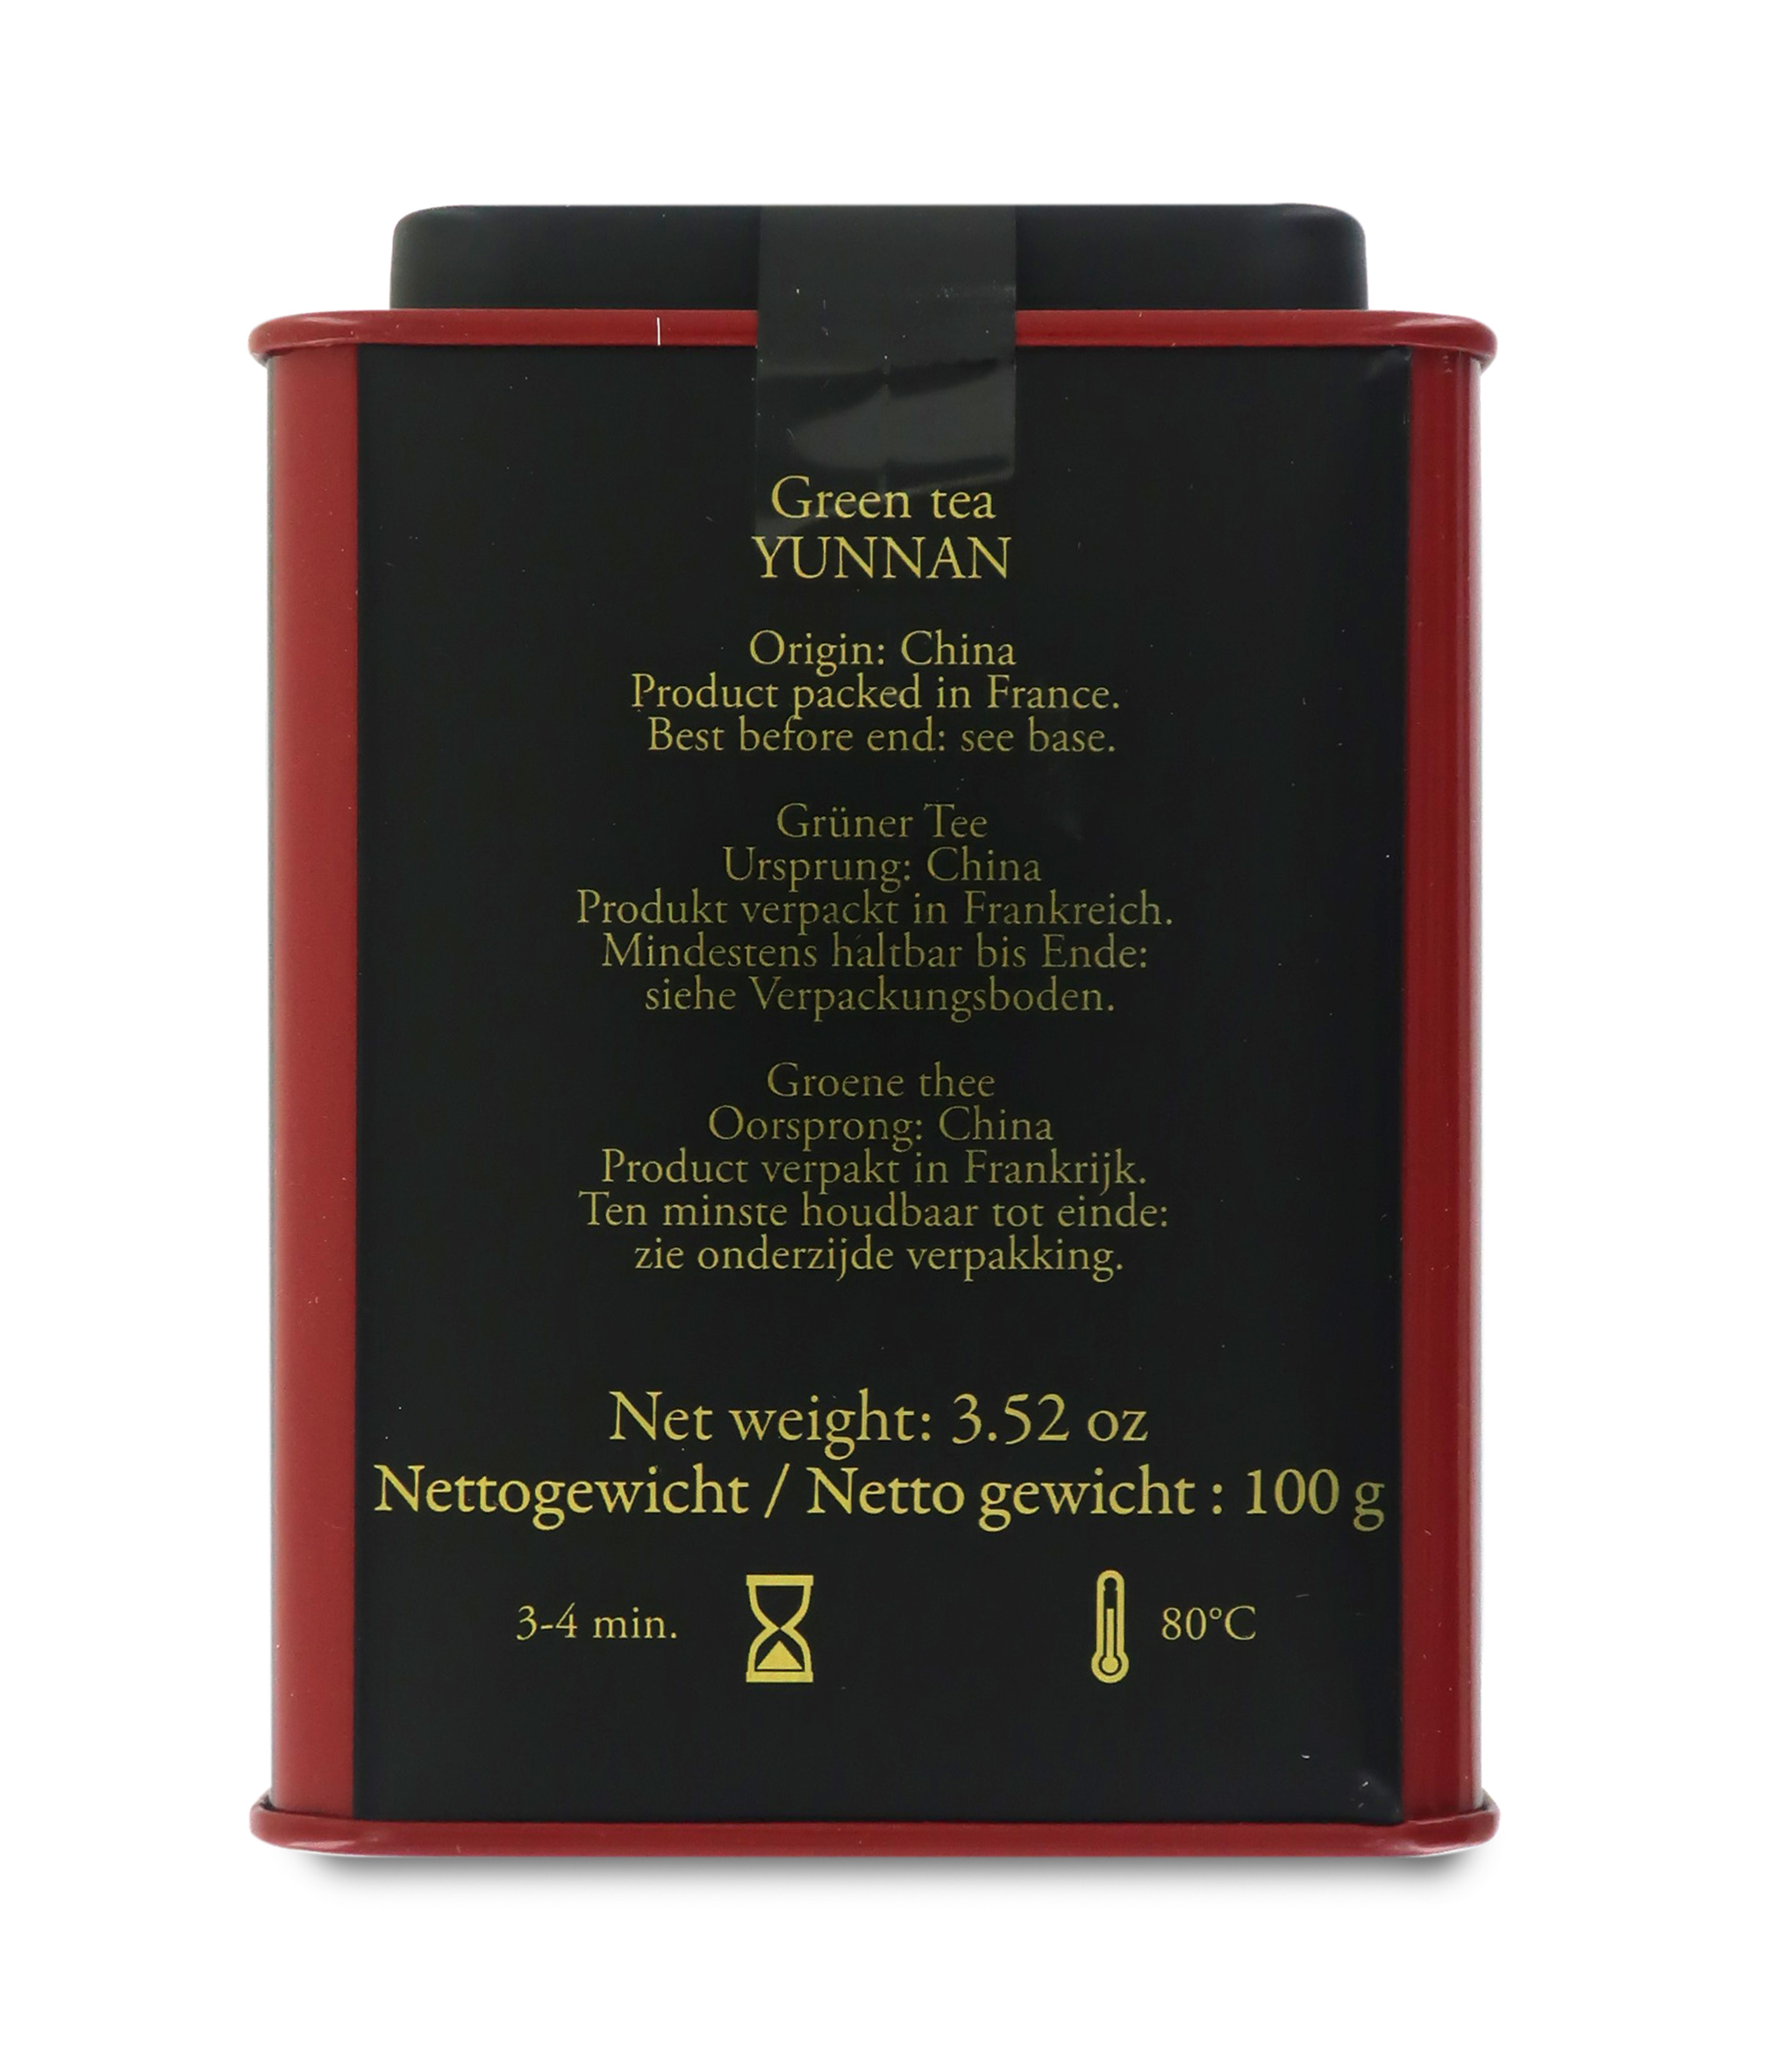 Green tea
YUNNAN
Origin: China
Product packed in France.
Best before end: see base.
Grüner Tee
Ursprung: China
Produkt verpackt in Frankreich.
Mindestens haltbar bis Ende:
siehe Verpackungsboden.
Groene thee
Oorsprong: China
Product verpakt in Frankrijk.
Ten minste houdbaar tot einde:
zie onderzijde verpakking.
Net weight: 3.52 oz
Nettogewicht / Netto gewicht : 100 g
3-4 min. 80°C